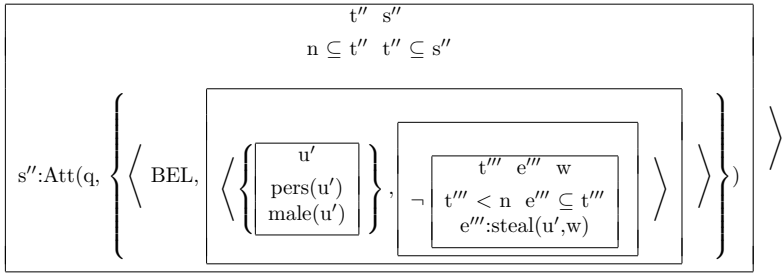 t″ s″
n ⊆ t″ t″ ⊆ s″
s″:Att(q, { ⟨ BEL, ⟨ { u′ pers(u′) male(u′) } , ¬ t‴ e‴ w t‴ < n e‴ ⊆ t‴ e‴:steal(u′,w) ⟩ ⟩ } ) ⟩